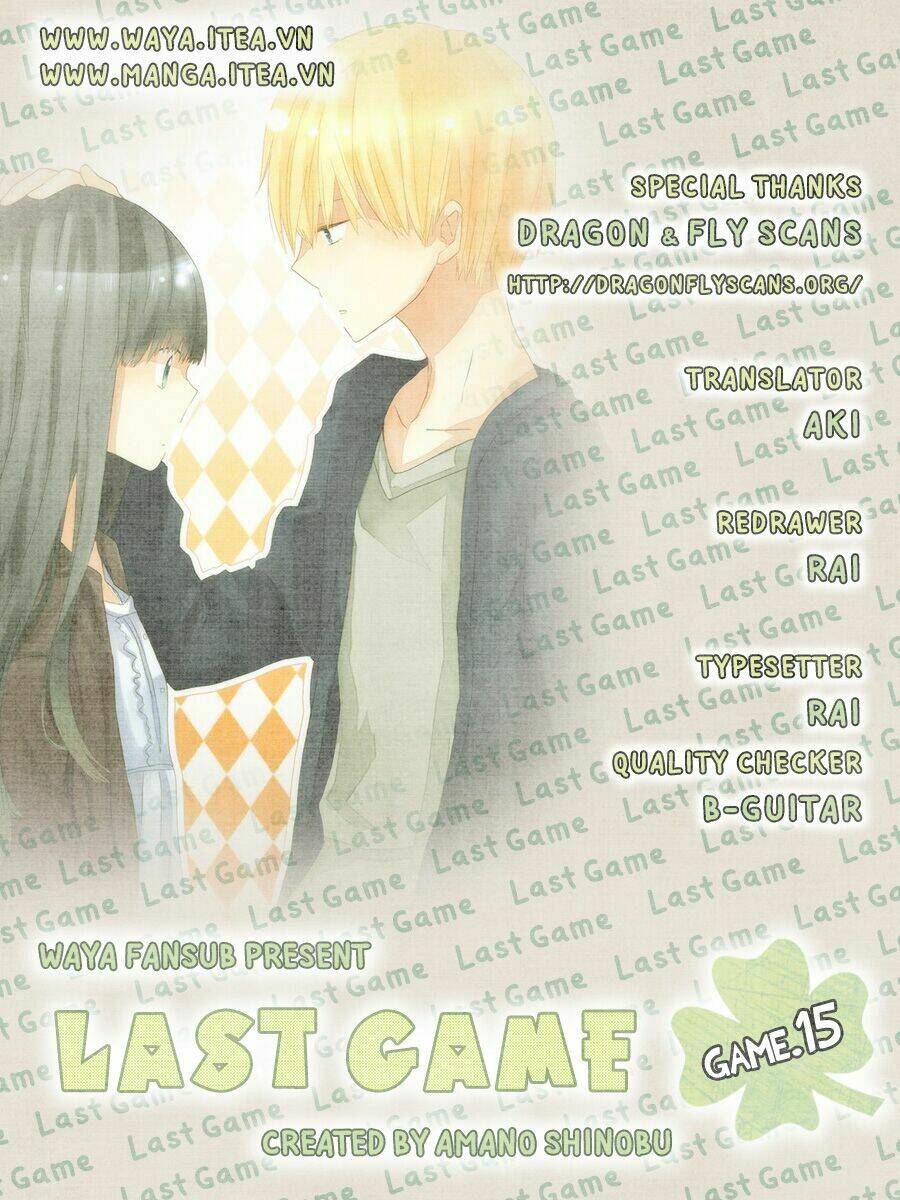 WWW.WAYA.ITEA.VN
WWW.MANGA.ITEA.VN
SPECIAL THANKS
DRAGON & FLY SCANS
HTTP://DRAGONFLYSCANS.ORG/
TRANSLATOR
AKI
REDRAWER
RAI
TYPESETTER
RAI
QUALITY CHECKER
B-GUITAR
WAYA FANSUB PRESENT
LAST GAME
GAME.15
CREATED BY AMANO SHINOBU